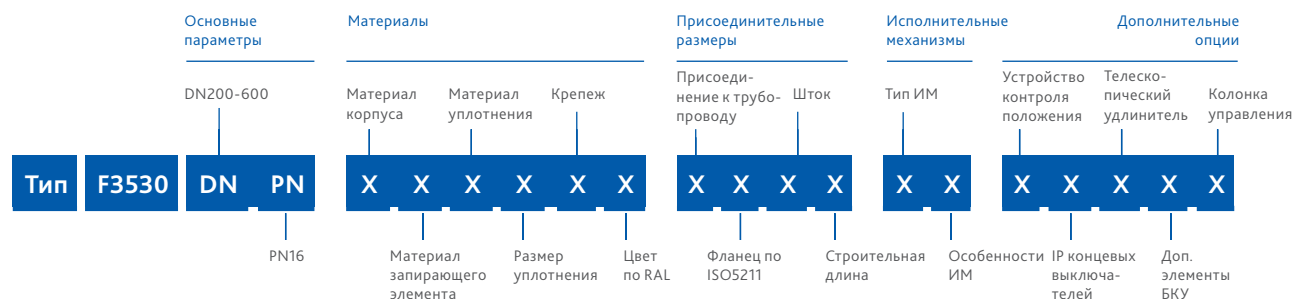 Основные
параметры
Материалы
Присоединительные
размеры
Исполнительные
механизмы
Дополнительные
опции
DN200-600
Материал
корпуса
Материал
уплотнения
Крепеж
Присоеди-
нение к трубо-
проводу
Шток
Тип ИМ
Устройство
контроля
положения
Телеско-
пический
удлинитель
Колонка
управления
Тип F3530 DN PN X X X X X X X X X X X X X X X X X
PN16
Материал
запирающего
элемента
Размер
уплотнения
Цвет
по RAL
Фланец по
ISO5211
Строительная
длина
Особенности
ИМ
IP концевых
выключа-
телей
Доп.
элементы
БКУ